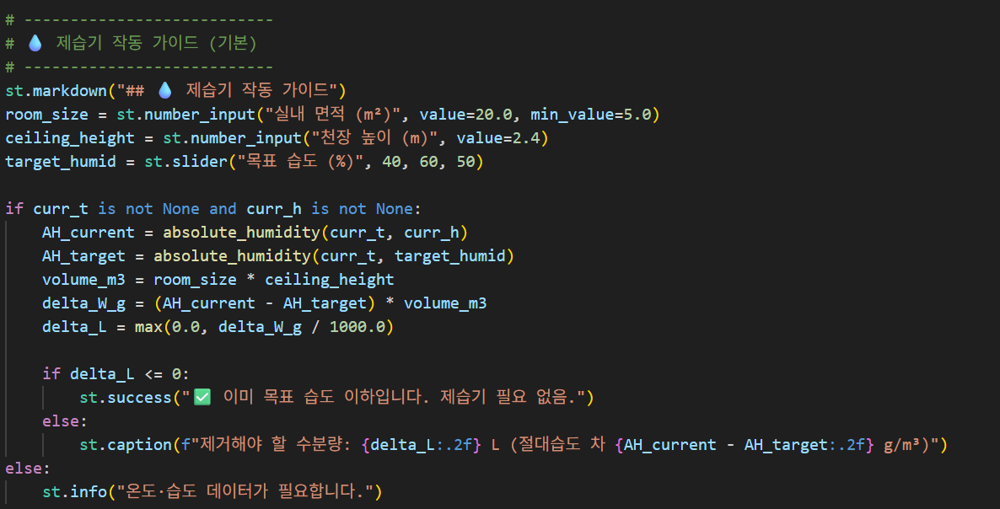 # ---------------------------
# 💧 제습기 작동 가이드 (기본)
# ---------------------------
st.markdown("## 💧 제습기 작동 가이드")
room_size = st.number_input("실내 면적 (m²)", value=20.0, min_value=5.0)
ceiling_height = st.number_input("천장 높이 (m)", value=2.4)
target_humid = st.slider("목표 습도 (%)", 40, 60, 50)

if curr_t is not None and curr_h is not None:
    AH_current = absolute_humidity(curr_t, curr_h)
    AH_target = absolute_humidity(curr_t, target_humid)
    volume_m3 = room_size * ceiling_height
    delta_W_g = (AH_current - AH_target) * volume_m3
    delta_L = max(0.0, delta_W_g / 1000.0)

    if delta_L <= 0:
        st.success("✅ 이미 목표 습도 이하입니다. 제습기 필요 없음.")
    else:
        st.caption(f"제거해야 할 수분량: {delta_L:.2f} L (절대습도 차 {AH_current - AH_target:.2f} g/m³)")
else:
    st.info("온도·습도 데이터가 필요합니다.")